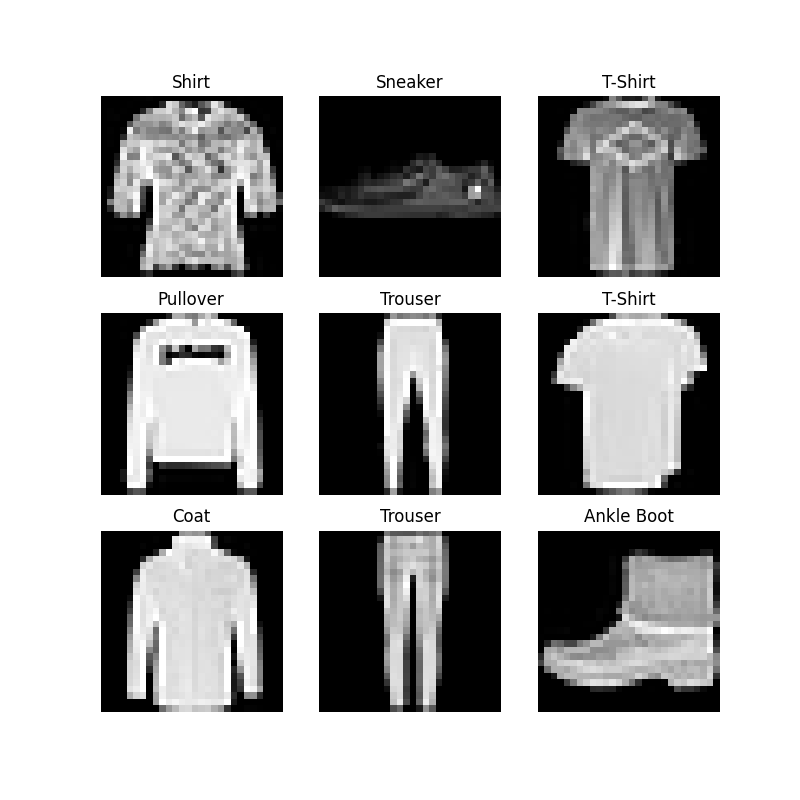 Shirt
Sneaker
T-Shirt
Pullover
Trouser
T-Shirt
Coat
Trouser
Ankle Boot